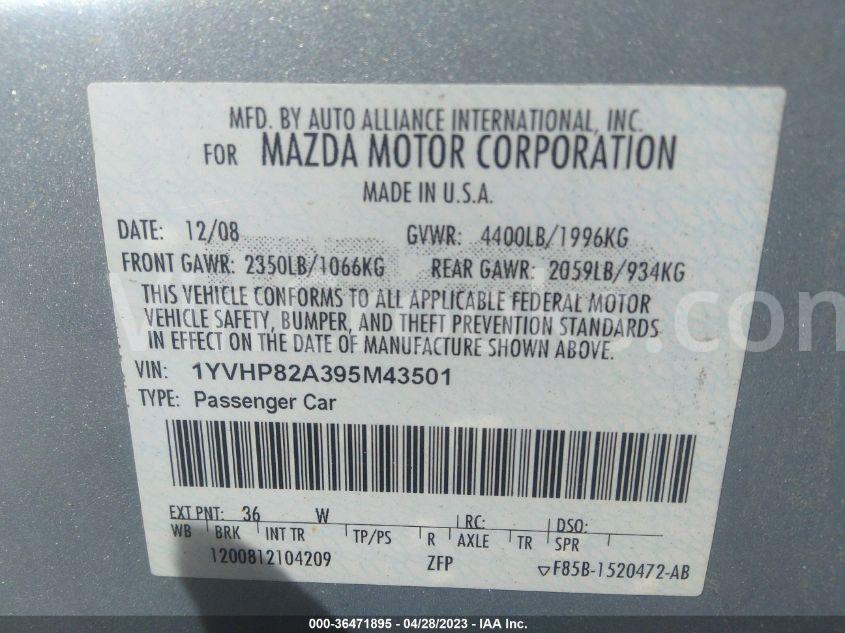 MFD. BY AUTO ALLIANCE INTERNATIONAL, INC.
FOR MAZDA MOTOR CORPORATION
MADE IN U.S.A.
DATE: 12/08 GVWR: 4400LB/1996KG
FRONT GAWR: 2350LB/1066KG REAR GAWR: 2059LB/934KG
THIS VEHICLE CONFORMS TO ALL APPLICABLE FEDERAL MOTOR
VEHICLE SAFETY, BUMPER, AND THEFT PREVENTION STANDARDS
IN EFFECT ON THE DATE OF MANUFACTURE SHOWN ABOVE.
VIN: 1YVHP82A395M43501
TYPE: Passenger Car
EXT PNT: 36 W RC: DSO:
WB BRK INT TR TP/PS R AXLE TR SPR
1200812104209 ZFP ▽F85B-1520472-AB
000-36471895 - 04/28/2023 - IAA Inc.